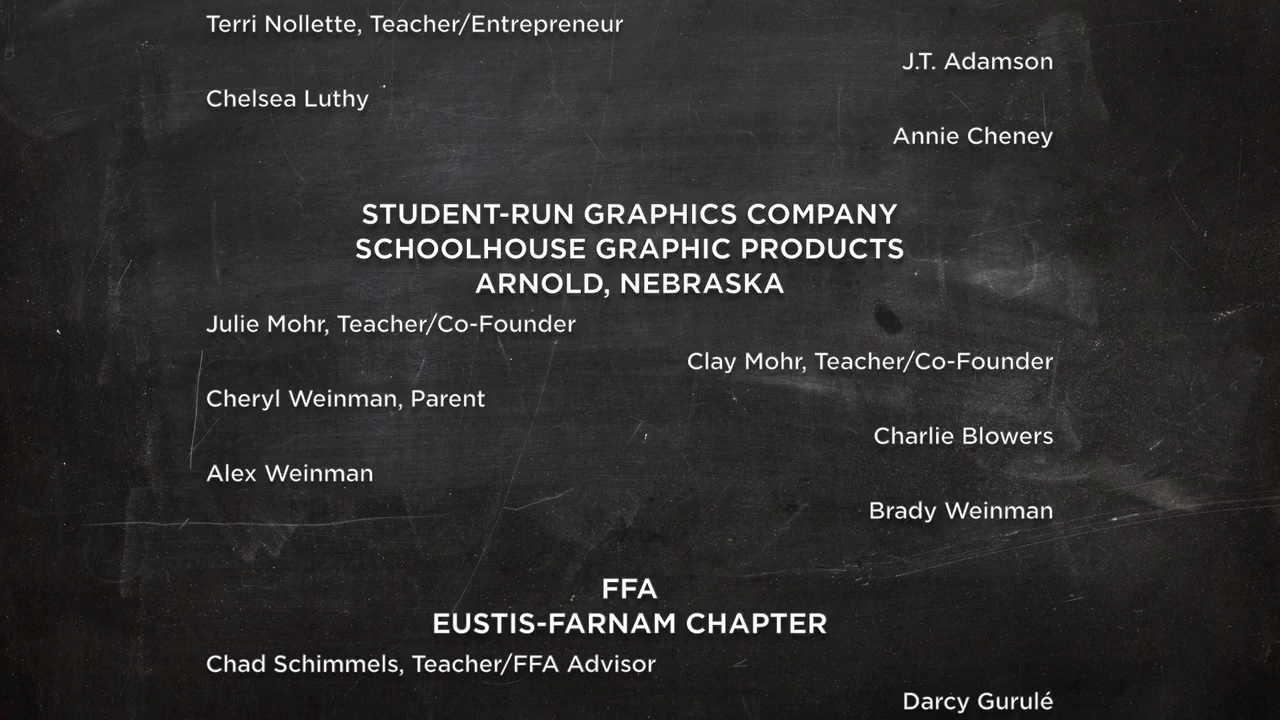 Terri Nollette, Teacher/Entrepreneur
J.T. Adamson
Chelsea Luthy
Annie Cheney
STUDENT-RUN GRAPHICS COMPANY
SCHOOLHOUSE GRAPHIC PRODUCTS
ARNOLD, NEBRASKA
Julie Mohr, Teacher/Co-Founder
Clay Mohr, Teacher/Co-Founder
Cheryl Weinman, Parent
Charlie Blowers
Alex Weinman
Brady Weinman
FFA
EUSTIS-FARNAM CHAPTER
Chad Schimmels, Teacher/FFA Advisor
Darcy Gurulé